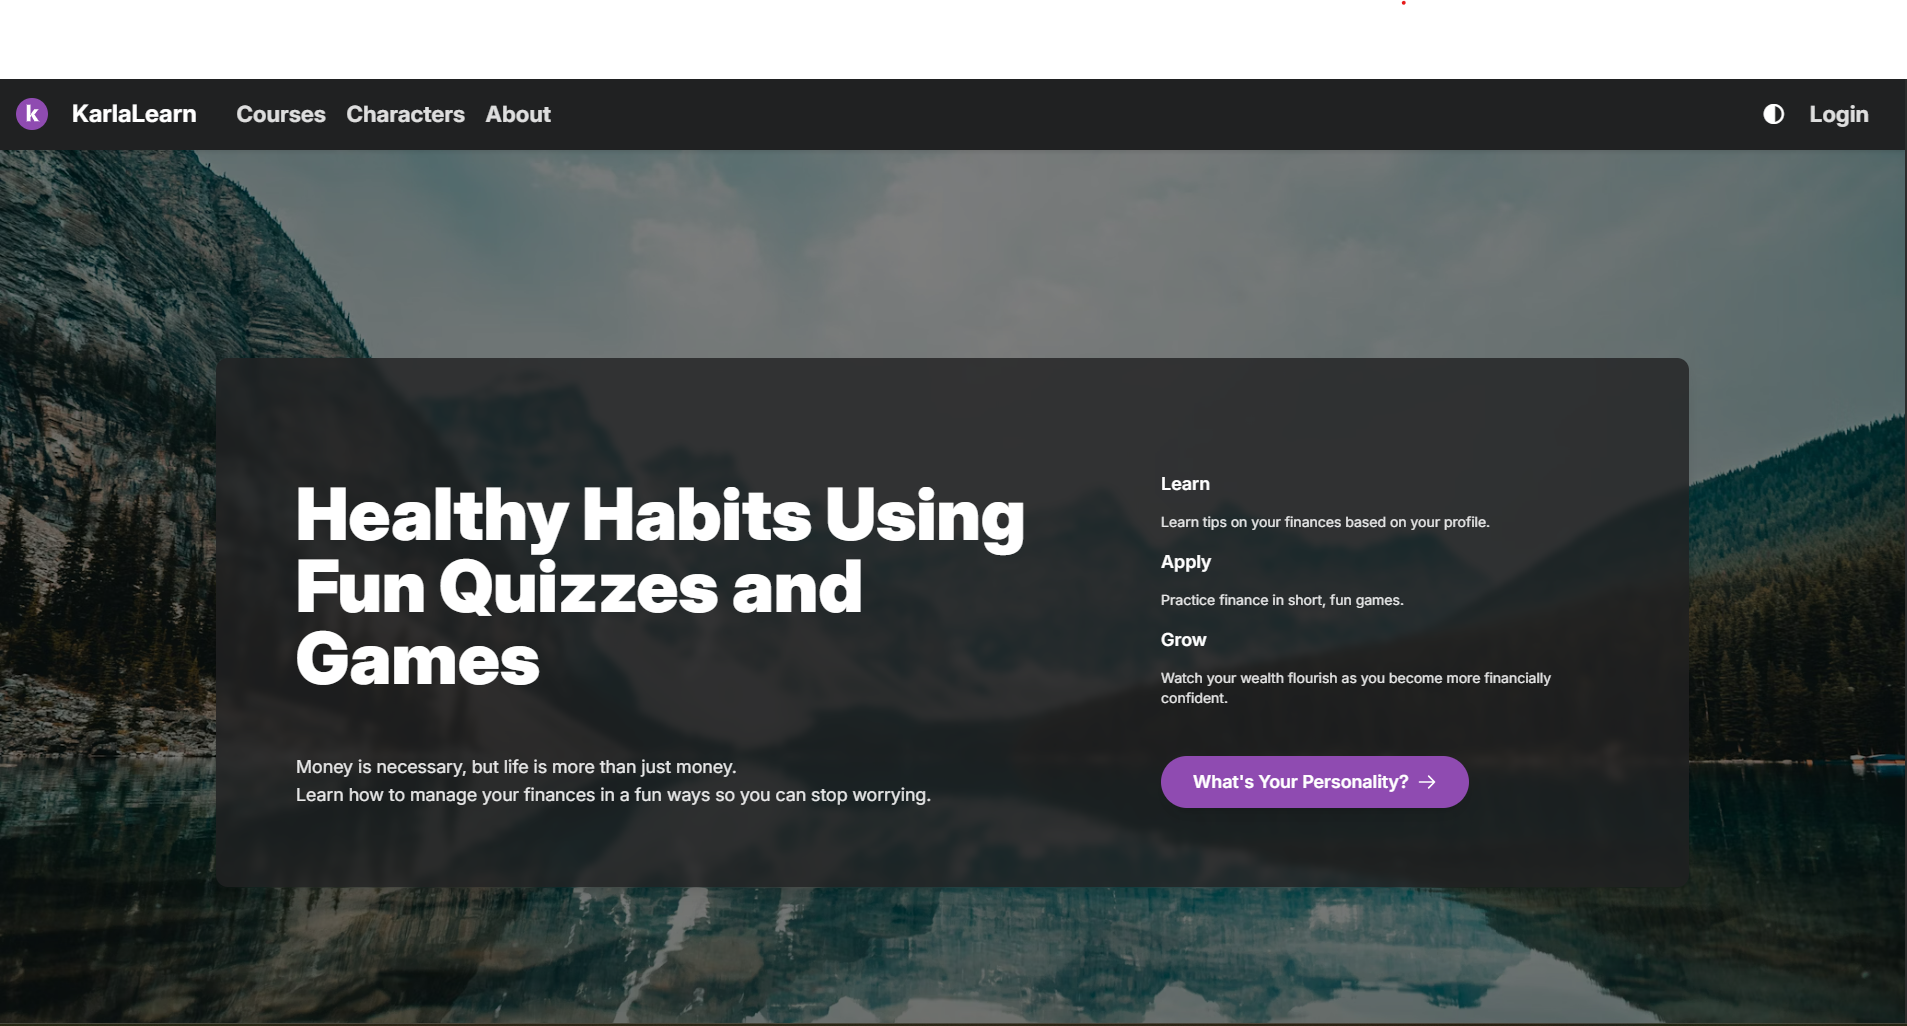 k KarlaLearn Courses Characters About Login
Healthy Habits Using
Fun Quizzes and
Games
Money is necessary, but life is more than just money.
Learn how to manage your finances in a fun ways so you can stop worrying.
Learn
Learn tips on your finances based on your profile.
Apply
Practice finance in short, fun games.
Grow
Watch your wealth flourish as you become more financially
confident.
What's Your Personality? →